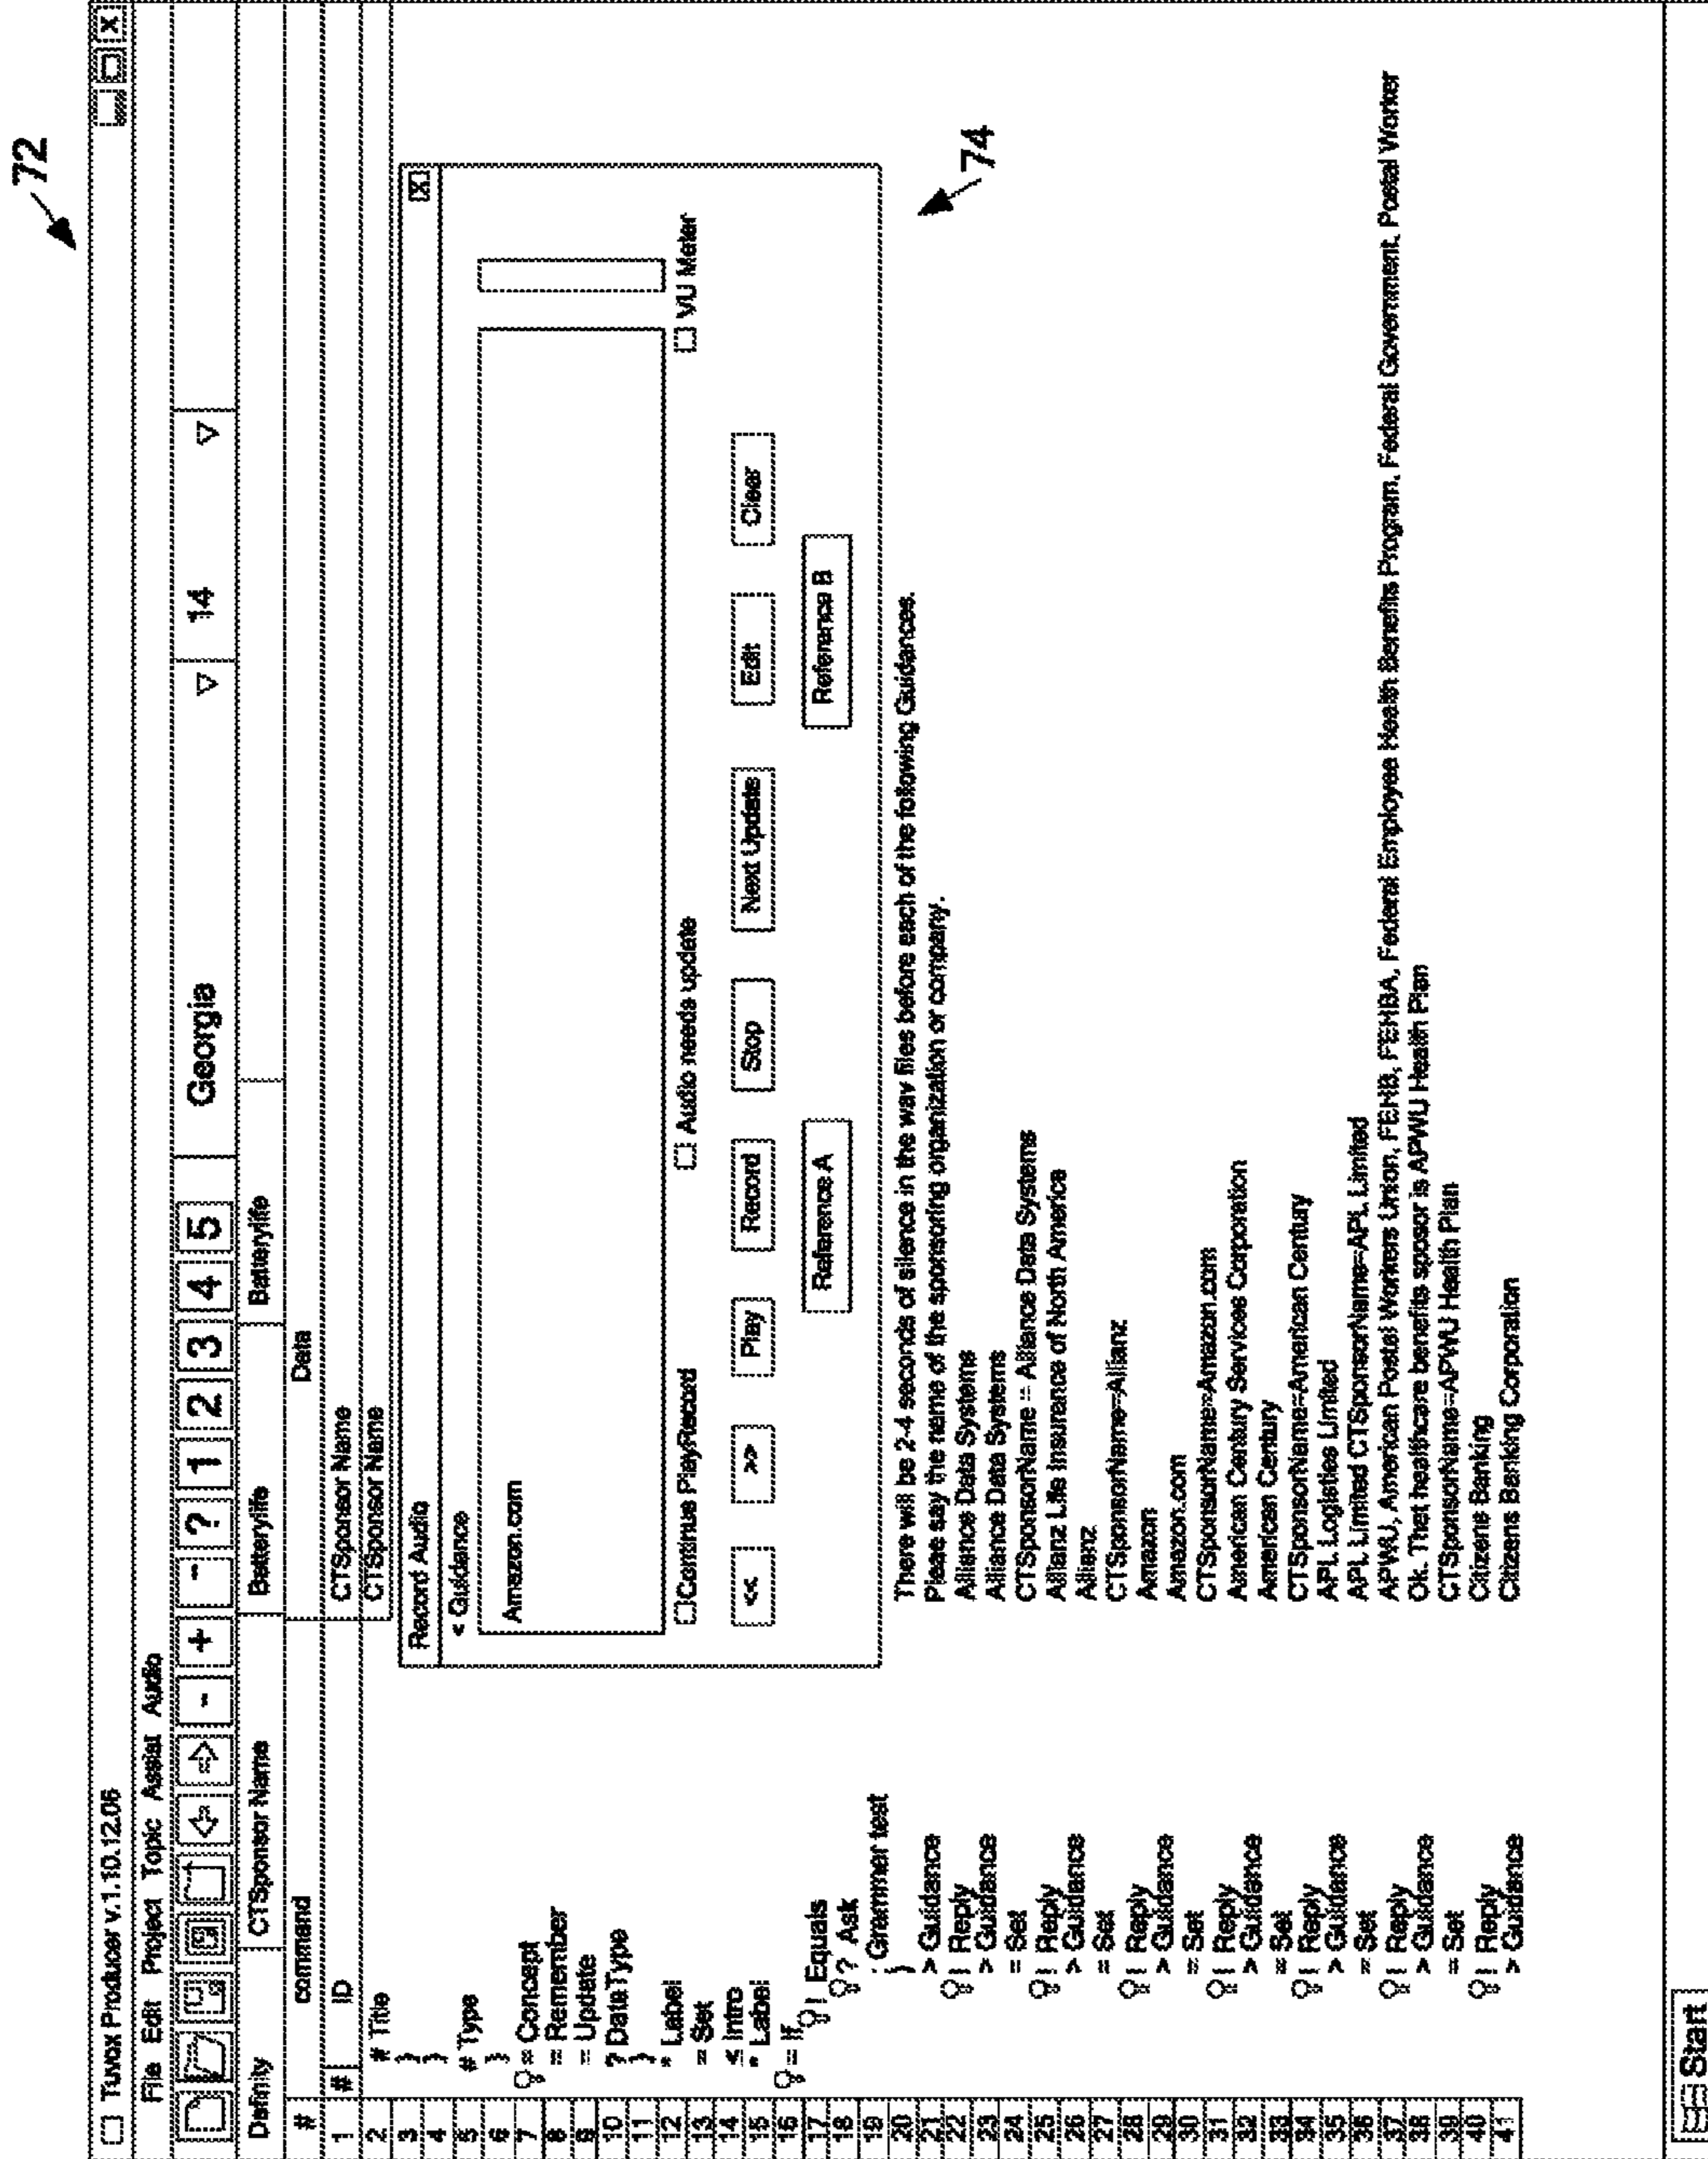 72
Tuvox Producer v.1.10.12.06
File Edit Project Topic Assist Audio
- + - ? 1 2 3 4 5 Georgia 14
Definity CTSponsor Name Batterylife Batterylife
# command Data
1 # ID CTSponsor Name
2 # Title CTSponsor Name
3 }
4 }
5 # Type
6 }
7 = Concept
8 = Remember
9 = Update
10 ? Data Type
11 }
12 * Label
13 = Set
14 < Intro
15 * Label
16 = If
17 ! Equals
18 ? Ask
19 : Grammer test
Record Audio X
< Guidance
Amazon.com
Continue PlayRecord Audio needs update VU Meter
<< >> Play Record Stop Next Update Edit Clear
Reference A Reference B
74
20 } There will be 2-4 seconds of silence in the wav files before each of the following Guidances.
21 > Guidance Pleae say the name of the sponsoring organization or company.
22 ! Reply Alliance Data Systems
23 > Guidance Alliance Data Systems
24 = Set CTSponsorName = Alliance Data Systems
25 ! Reply Allianz Life Insurance of North America
26 > Guidance Allianz
27 = Set CTSponsorName=Allianz
28 ! Reply Amazon
29 > Guidance Amazon.com
30 = Set CTSponsorName=Amazon.com
31 ! Reply American Century Services Corporation
32 > Guidance American Century
33 = Set CTSponsorName=American Century
34 ! Reply APL Logisties Limited
35 > Guidance APL Limited CTSponsorName=APL Limited
36 = Set APWU, American Postel Workers Union, FEHB, FEHBA, Federal Employee Health Benefits Program, Federal Government, Postal Worker
37 ! Reply Ok. That healthcare benefits sposor is APWU Health Plan
38 > Guidance CTSponsorName=APWU Health Plan
39 = Set Citizens Banking
40 ! Reply Citizens Banking Corporation
41 > Guidance
Start